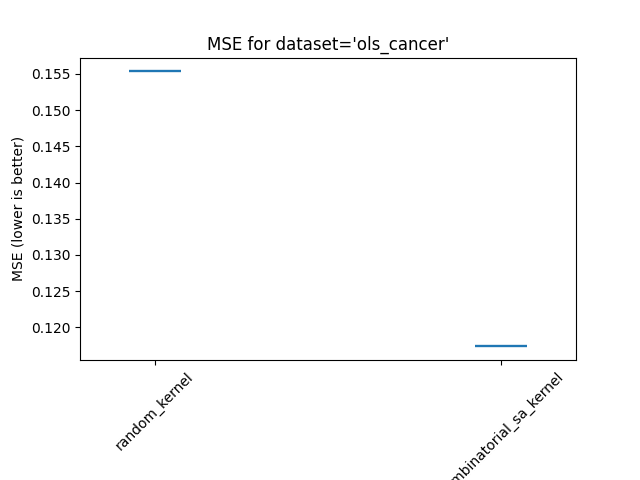 MSE for dataset='ols_cancer'
MSE (lower is better)
0.155
0.150
0.145
0.140
0.135
0.130
0.125
0.120
random_kernel
mbinatorial_sa_kernel